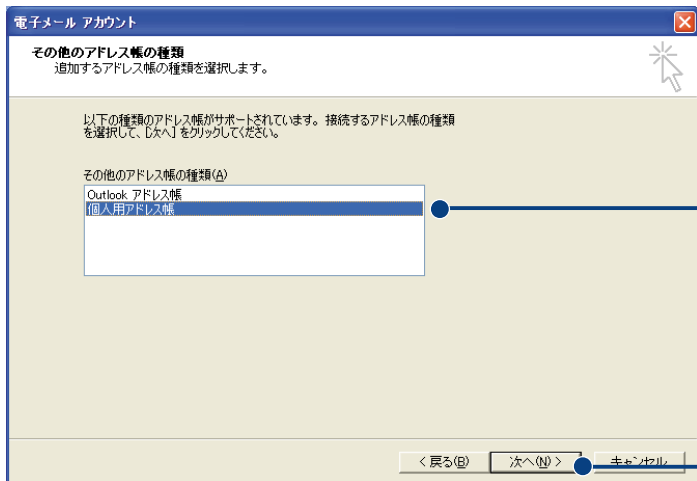 電子メール アカウント
その他のアドレス帳の種類
追加するアドレス帳の種類を選択します。
以下の種類のアドレス帳がサポートされています。接続するアドレス帳の種類
を選択して、[次へ] をクリックしてください。
その他のアドレス帳の種類(A)
Outlook アドレス帳
個人用アドレス帳
< 戻る(B) 次へ(N) > キャンセル